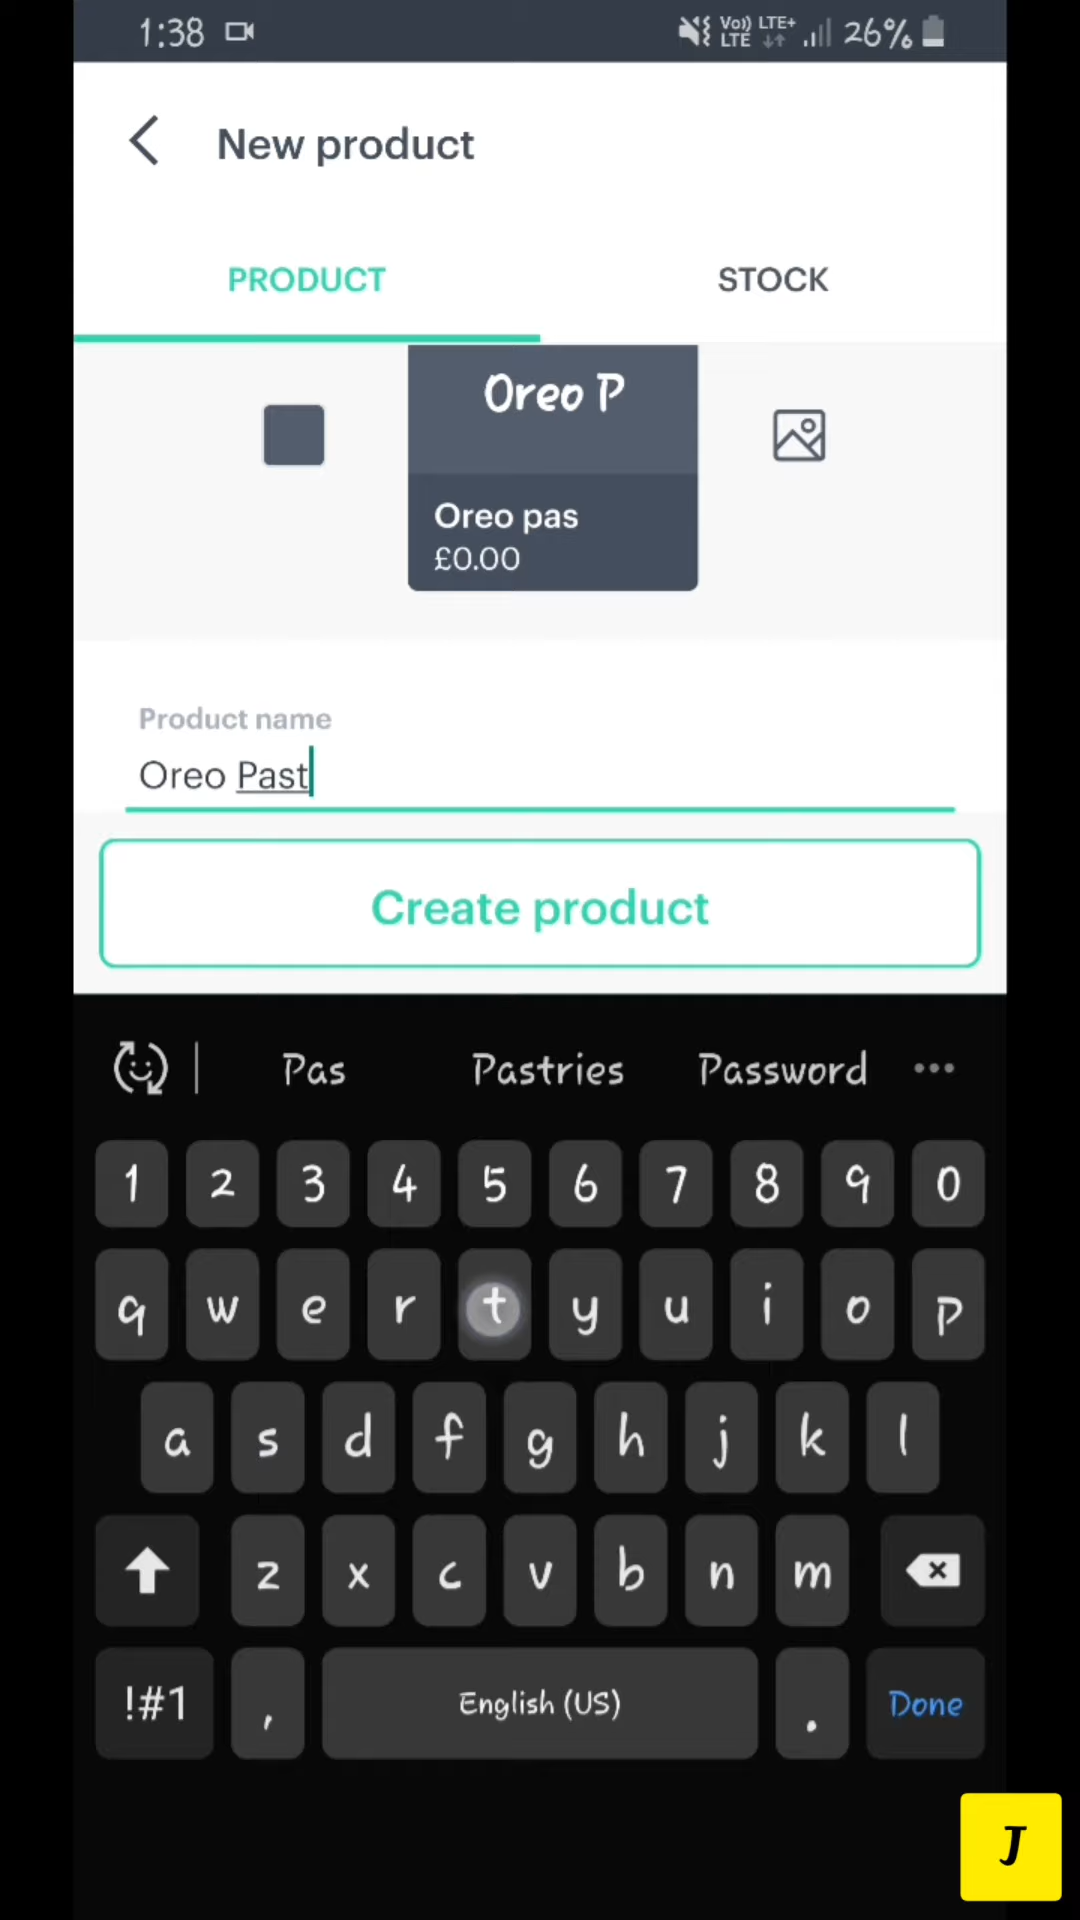 1:38
Vo)) LTE+
LTE
26%
New product
PRODUCT
STOCK
Oreo P
Oreo pas
£0.00
Product name
Oreo Past
Create product
Pas
Pastries
Password
1 2 3 4 5 6 7 8 9 0
q w e r t y u i o p
a s d f g h j k l
z x c v b n m
!#1 , English (US) . Done
J